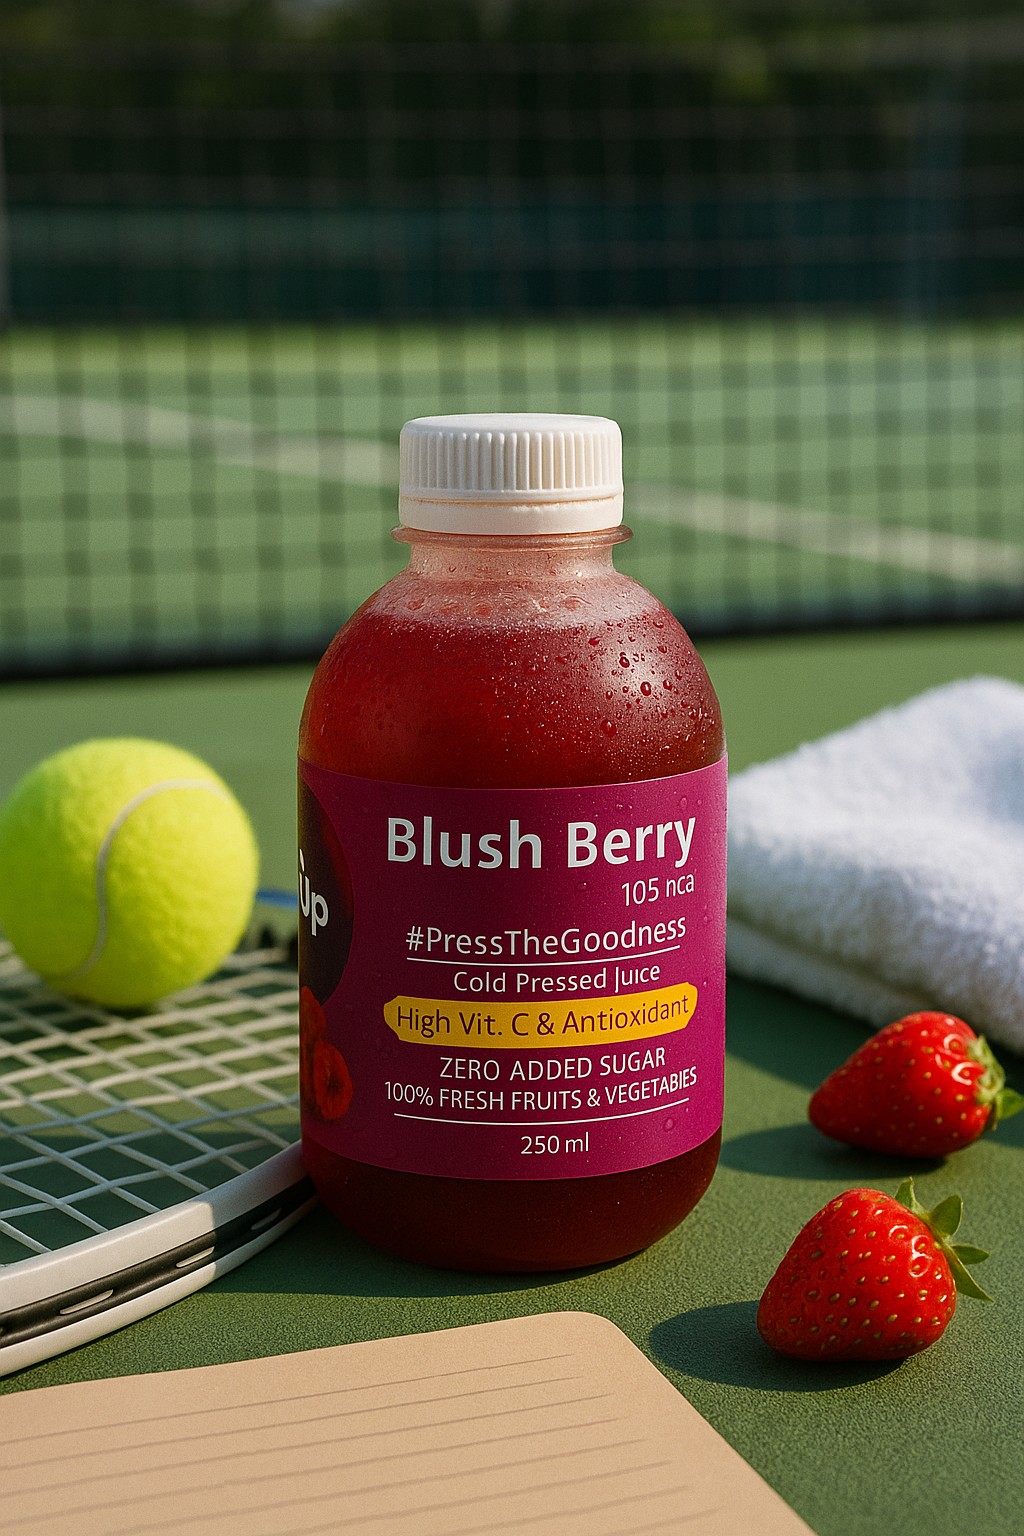 Blush Berry
105 nca
up
#PressTheGoodness
Cold Pressed Juice
High Vit. C & Antioxidant
ZERO ADDED SUGAR
100% FRESH FRUITS & VEGETABIES
250 ml